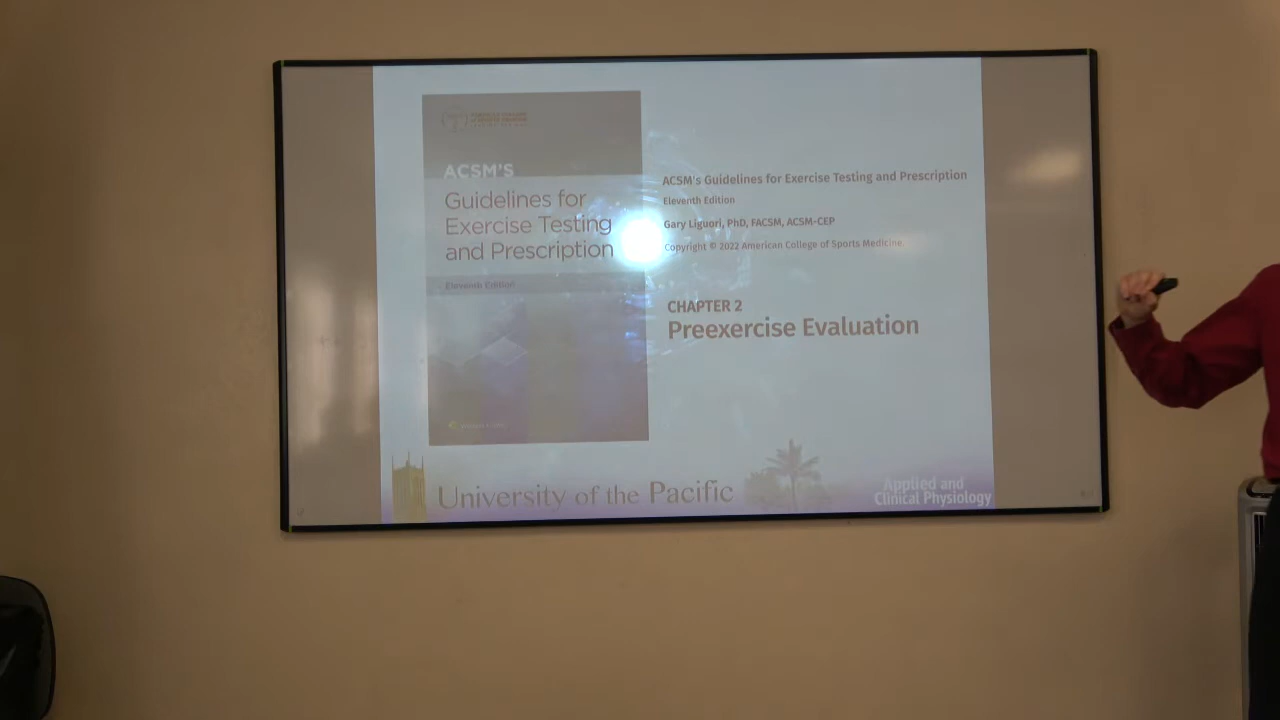 ACSM'S
Guidelines for
Exercise Testing
and Prescription
Eleventh Edition
ACSM's Guidelines for Exercise Testing and Prescription
Eleventh Edition
Gary Liguori, PhD, FACSM, ACSM-CEP
Copyright © 2022 American College of Sports Medicine.
CHAPTER 2
Preexercise Evaluation
University of the Pacific
Applied and
Clinical Physiology